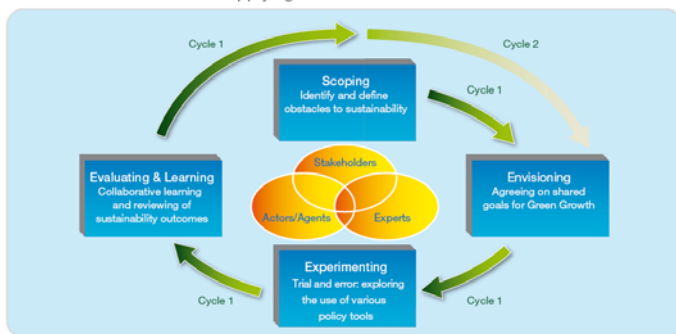 Cycle 1
Cycle 2
Scoping
Identify and define
obstacles to sustainability
Cycle 1
Stakeholders
Evaluating & Learning
Collaborative learning
and reviewing of
sustainability outcomes
Actors/Agents
Experts
Envisioning
Agreeing on shared
goals for Green Growth
Experimenting
Trial and error: exploring
the use of various
policy tools
Cycle 1
Cycle 1